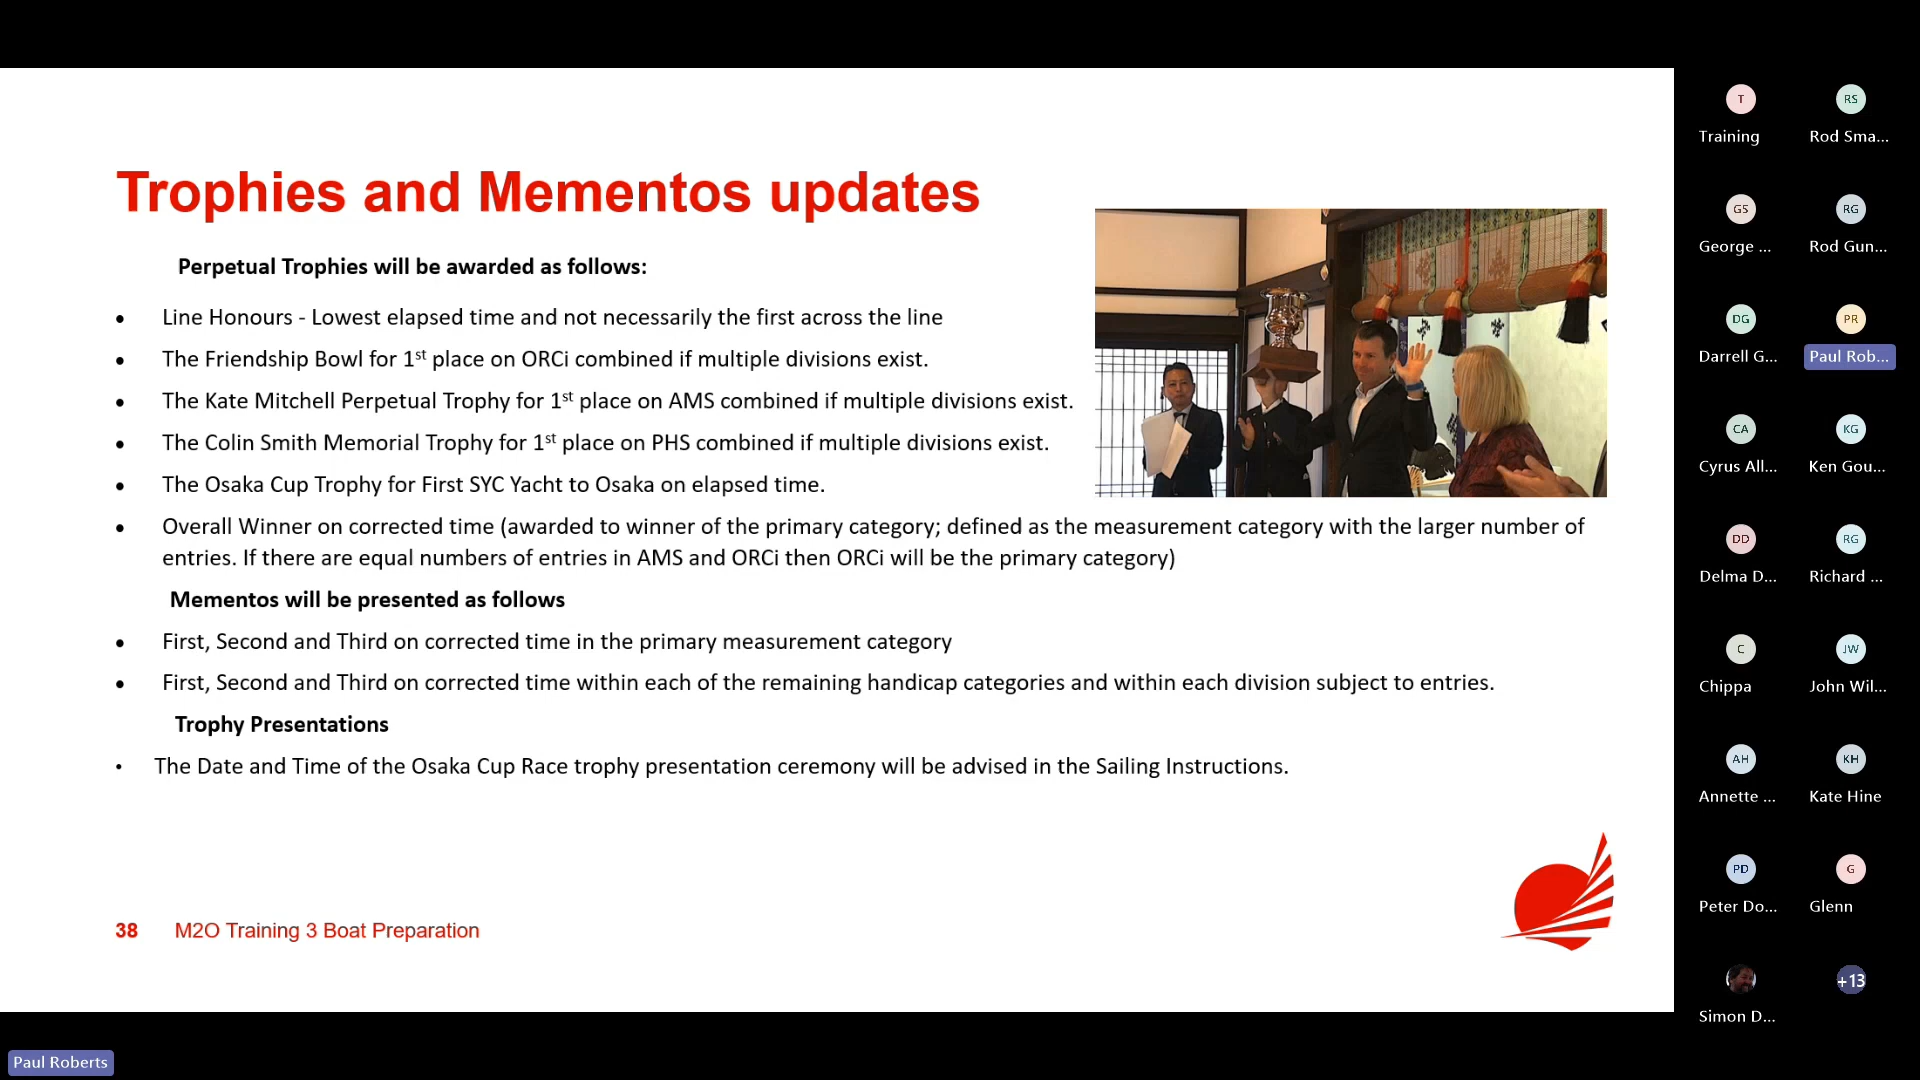 Trophies and Mementos updates
Perpetual Trophies will be awarded as follows:
• Line Honours - Lowest elapsed time and not necessarily the first across the line
• The Friendship Bowl for 1st place on ORCi combined if multiple divisions exist.
• The Kate Mitchell Perpetual Trophy for 1st place on AMS combined if multiple divisions exist.
• The Colin Smith Memorial Trophy for 1st place on PHS combined if multiple divisions exist.
• The Osaka Cup Trophy for First SYC Yacht to Osaka on elapsed time.
• Overall Winner on corrected time (awarded to winner of the primary category; defined as the measurement category with the larger number of
entries. If there are equal numbers of entries in AMS and ORCi then ORCi will be the primary category)
Mementos will be presented as follows
• First, Second and Third on corrected time in the primary measurement category
• First, Second and Third on corrected time within each of the remaining handicap categories and within each division subject to entries.
Trophy Presentations
• The Date and Time of the Osaka Cup Race trophy presentation ceremony will be advised in the Sailing Instructions.
38 M2O Training 3 Boat Preparation
T RS
Training Rod Sma...
GS RG
George ... Rod Gun...
DG PR
Darrell G... Paul Rob...
CA KG
Cyrus All... Ken Gou...
DD RG
Delma D... Richard ...
C JW
Chippa John Wil...
AH KH
Annette ... Kate Hine
PD G
Peter Do... Glenn
+13
Simon D...
Paul Roberts